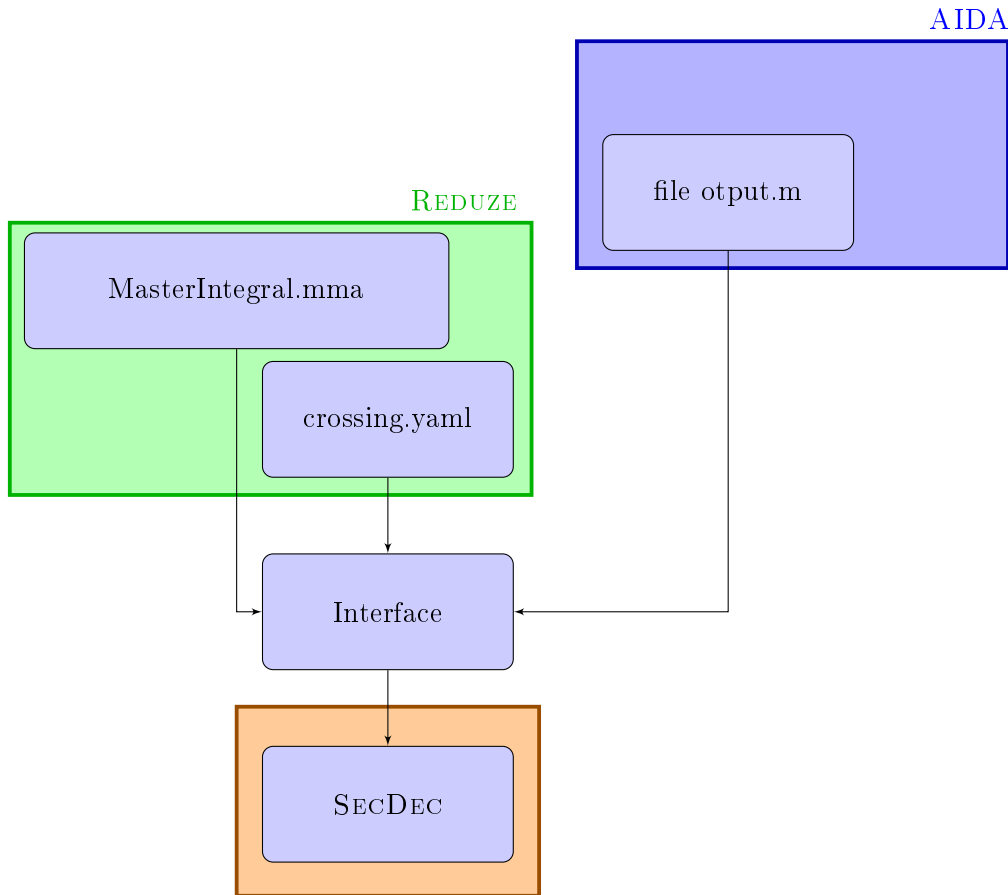 AIDA
file otput.m
REDUZE
MasterIntegral.mma
crossing.yaml
Interface
SECDEC